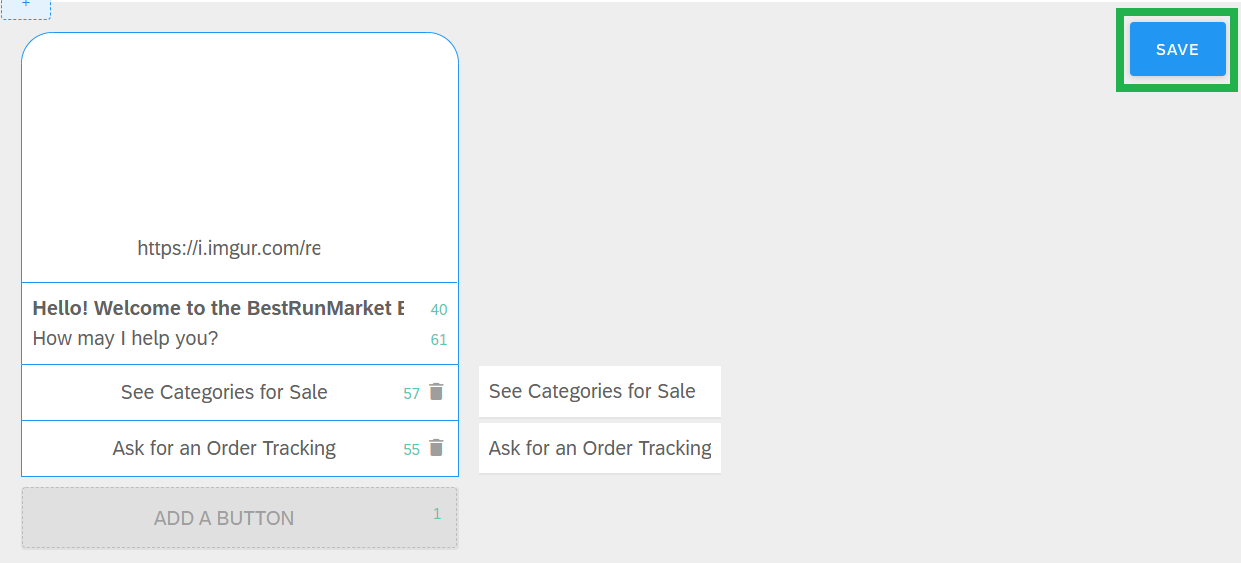 +
SAVE
https://i.imgur.com/re
Hello! Welcome to the BestRunMarket 40
How may I help you? 61
See Categories for Sale 57 See Categories for Sale
Ask for an Order Tracking 55 Ask for an Order Tracking
ADD A BUTTON 1